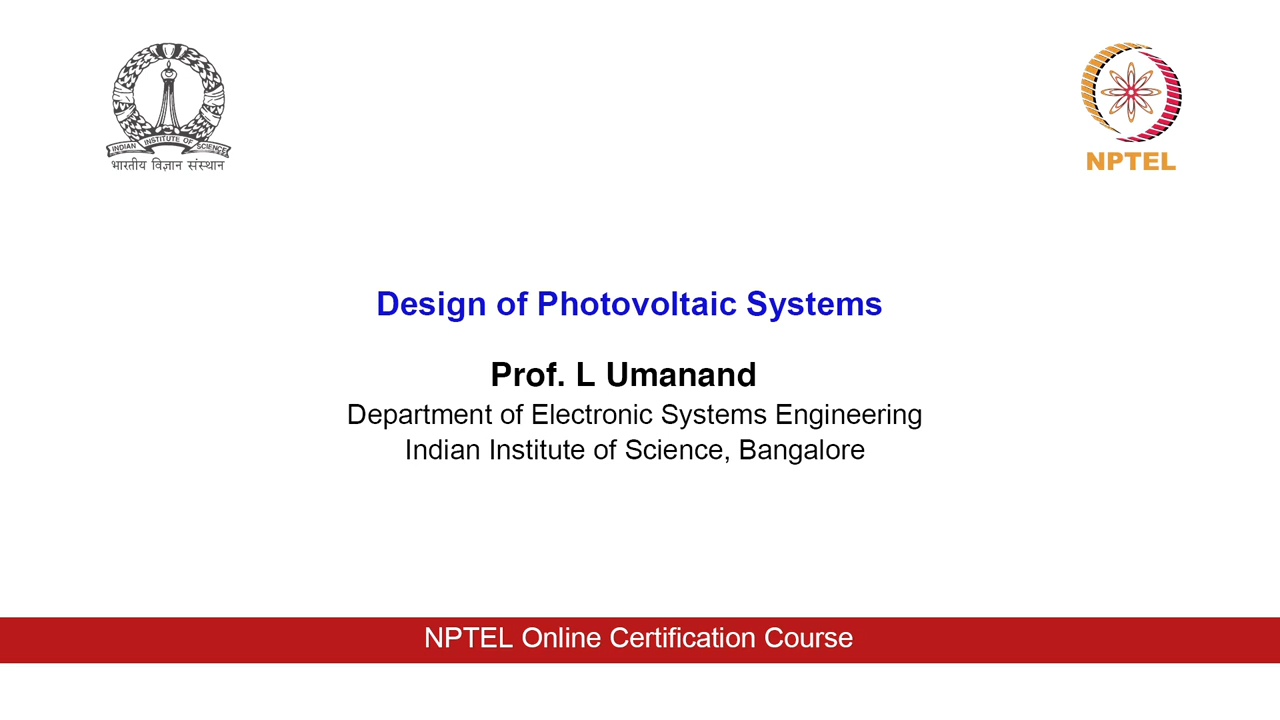 INDIAN INSTITUTE OF SCIENCE
भारतीय विज्ञान संस्थान
NPTEL
Design of Photovoltaic Systems
Prof. L Umanand
Department of Electronic Systems Engineering
Indian Institute of Science, Bangalore
NPTEL Online Certification Course